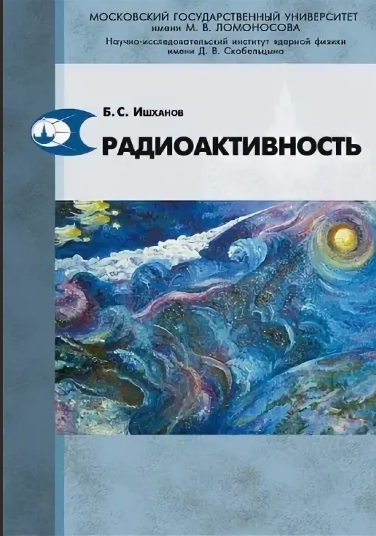 МОСКОВСКИЙ ГОСУДАРСТВЕННЫЙ УНИВЕРСИТЕТ
имени М. В. ЛОМОНОСОВА
Научно-исследовательский институт ядерной физики
имени Д. В. Скобельцына
Б. С. Ишханов
РАДИОАКТИВНОСТЬ